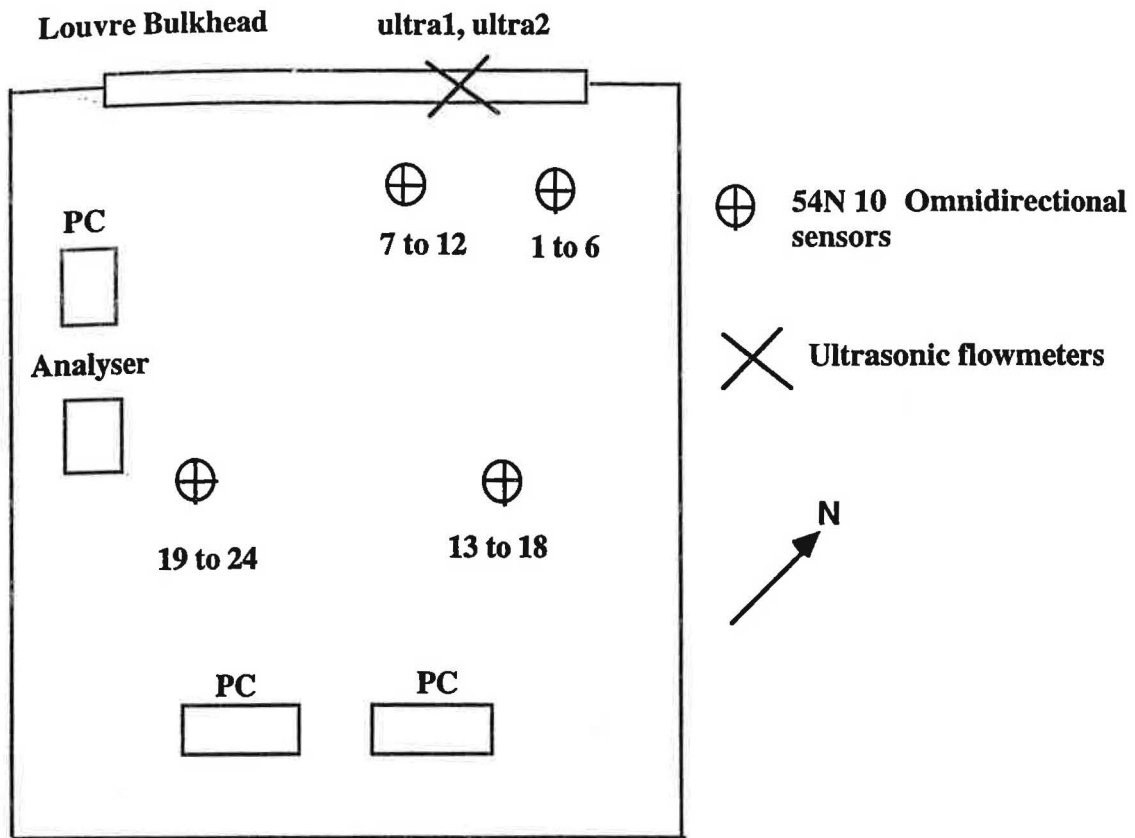 Louvre Bulkhead
ultra1, ultra2
7 to 12
1 to 6
PC
Analyser
19 to 24
13 to 18
PC
PC
54N 10 Omnidirectional
sensors
Ultrasonic flowmeters
N